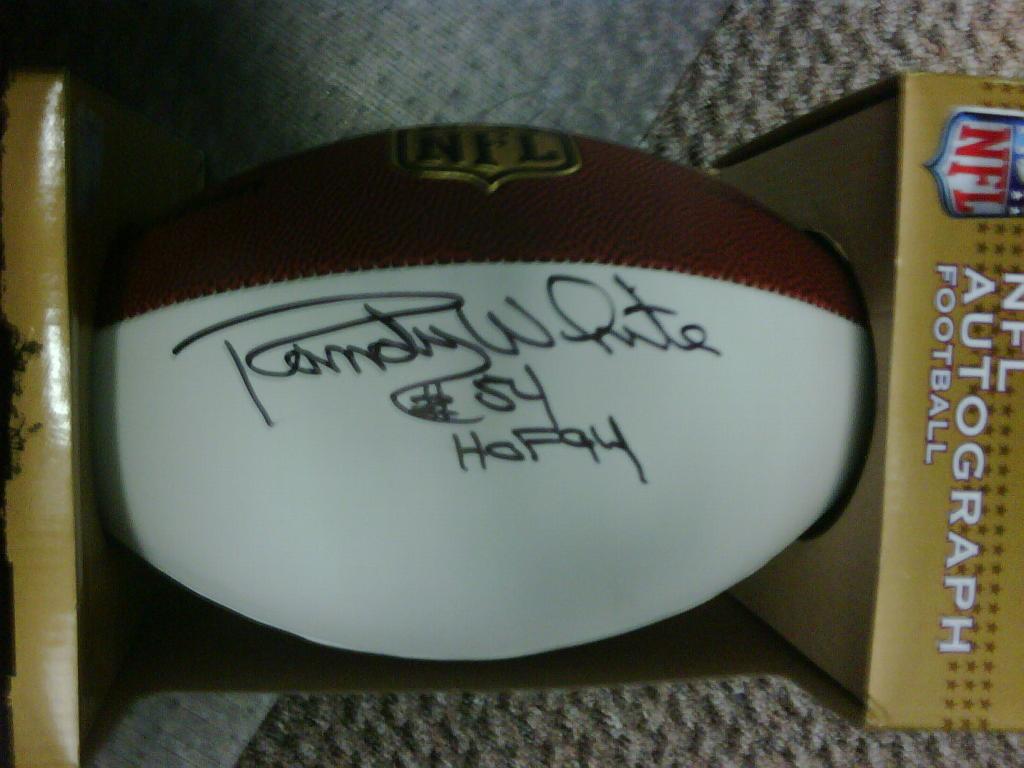 NFL
Randy White
#54
HOF94
NFL
NFL
AUTOGRAPH
FOOTBALL